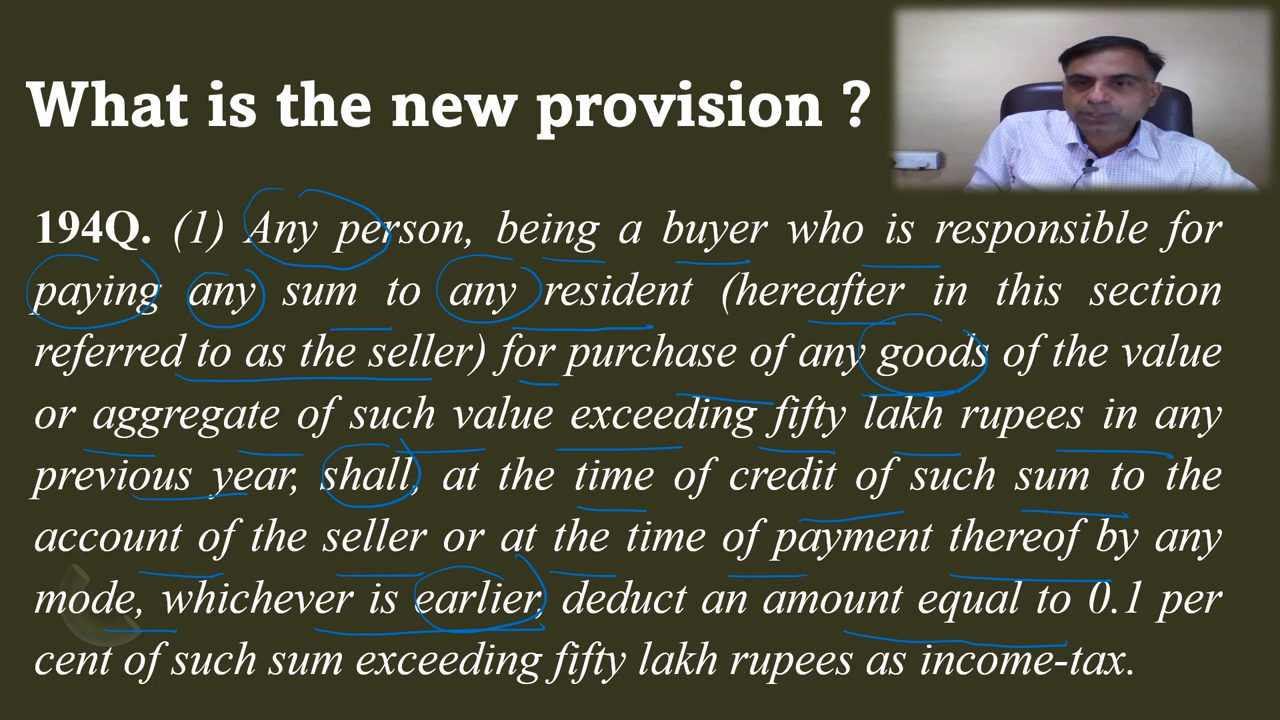 What is the new provision ?
194Q. (1) Any person, being a buyer who is responsible for
paying any sum to any resident (hereafter in this section
referred to as the seller) for purchase of any goods of the value
or aggregate of such value exceeding fifty lakh rupees in any
previous year, shall, at the time of credit of such sum to the
account of the seller or at the time of payment thereof by any
mode, whichever is earlier, deduct an amount equal to 0.1 per
cent of such sum exceeding fifty lakh rupees as income-tax.